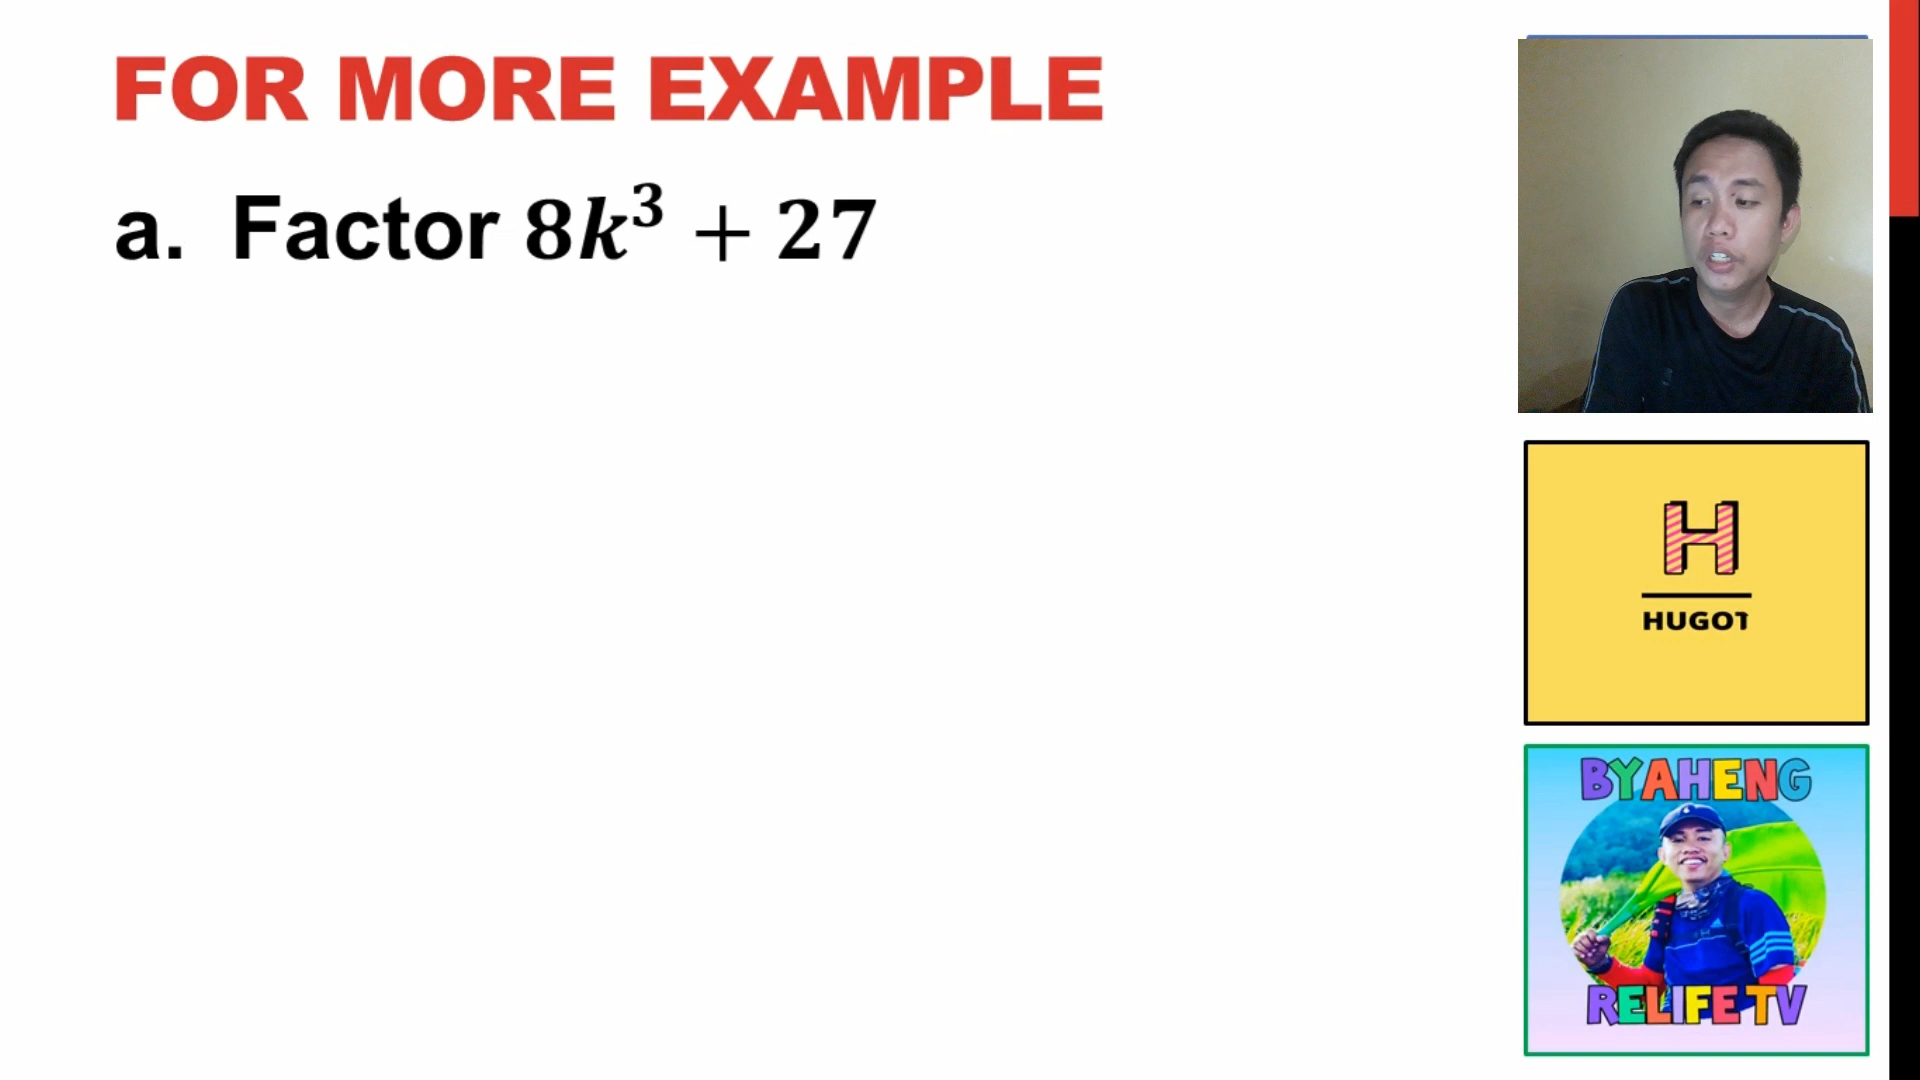 FOR MORE EXAMPLE
a. Factor 8k³ + 27
H
HUGOT
BYAHENG
RELIFE TV